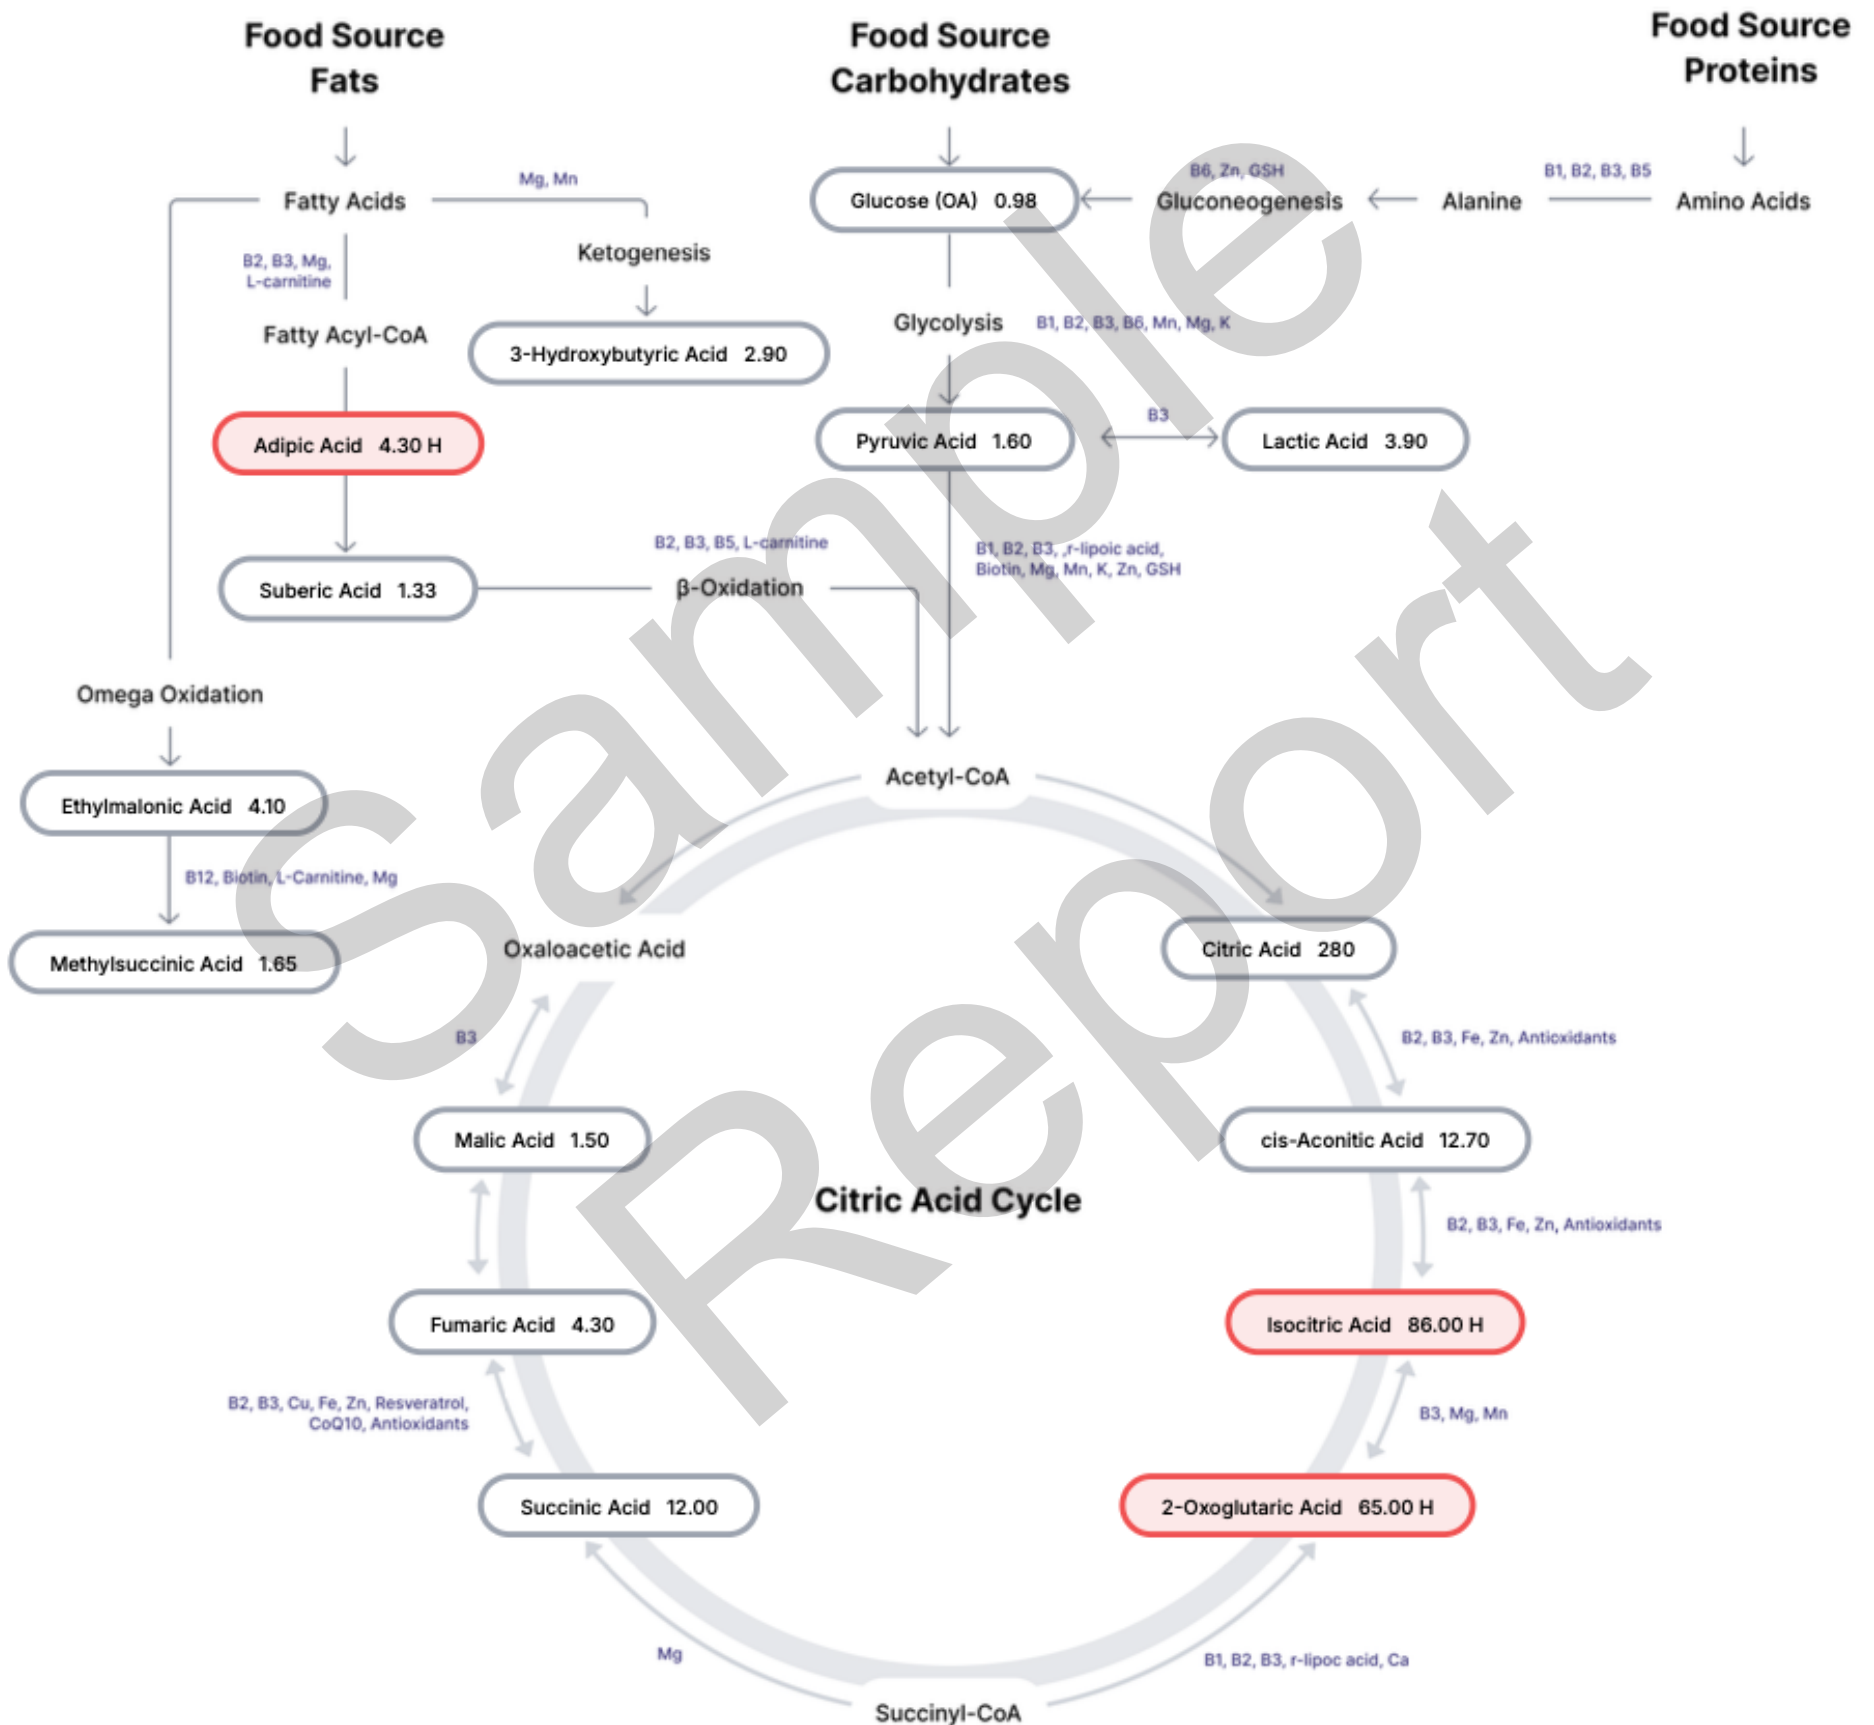 Food Source
Fats
Food Source
Carbohydrates
Food Source
Proteins
Fatty Acids
Mg, Mn
Glucose (OA) 0.98
B6, Zn, GSH
Gluconeogenesis
Alanine
B1, B2, B3, B5
Amino Acids
B2, B3, Mg,
L-carnitine
Ketogenesis
Fatty Acyl-CoA
3-Hydroxybutyric Acid 2.90
Glycolysis
B1, B2, B3, B6, Mn, Mg, K
Adipic Acid 4.30 H
Pyruvic Acid 1.60
B3
Lactic Acid 3.90
Suberic Acid 1.33
B2, B3, B5, L-carnitine
β-Oxidation
B1, B2, B3, ,r-lipoic acid,
Biotin, Mg, Mn, K, Zn, GSH
Omega Oxidation
Ethylmalonic Acid 4.10
B12, Biotin, L-Carnitine, Mg
Methylsuccinic Acid 1.65
Acetyl-CoA
Oxaloacetic Acid
Citric Acid 280
B3
B2, B3, Fe, Zn, Antioxidants
Malic Acid 1.50
cis-Aconitic Acid 12.70
Citric Acid Cycle
B2, B3, Fe, Zn, Antioxidants
Fumaric Acid 4.30
Isocitric Acid 86.00 H
B2, B3, Cu, Fe, Zn, Resveratrol,
CoQ10, Antioxidants
B3, Mg, Mn
Succinic Acid 12.00
2-Oxoglutaric Acid 65.00 H
Mg
B1, B2, B3, r-lipoc acid, Ca
Succinyl-CoA
Sample
Report